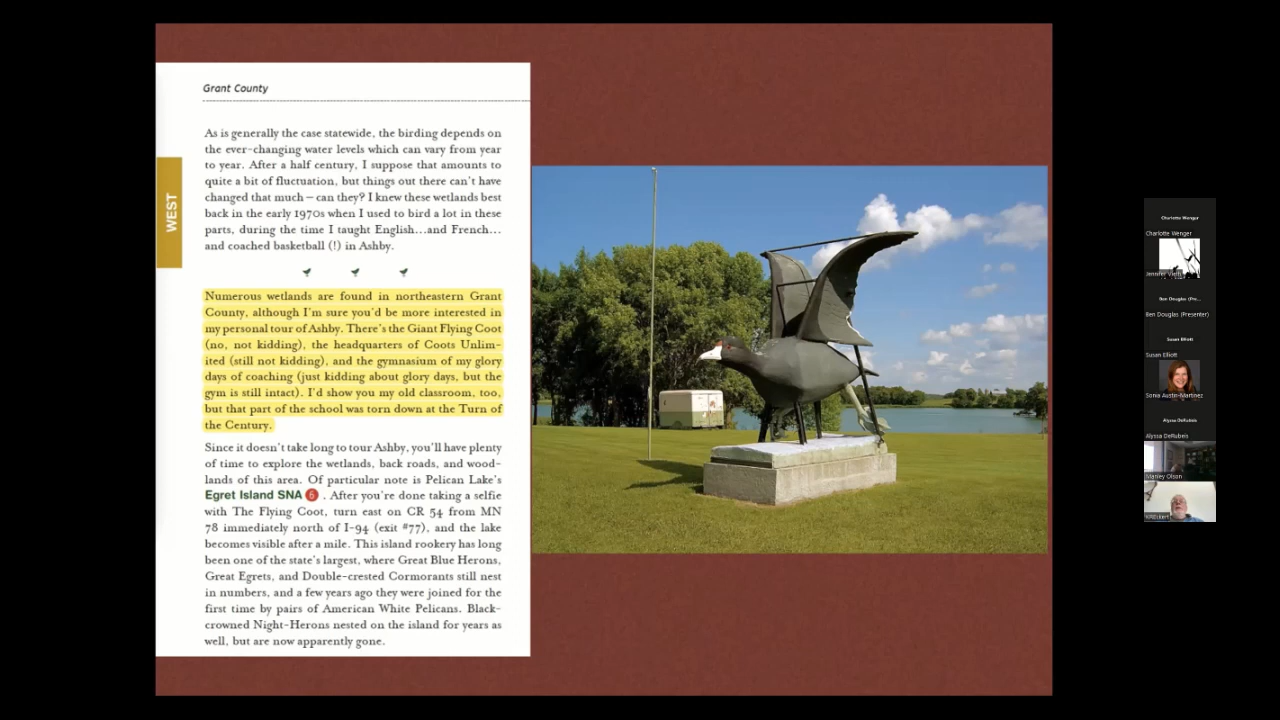 Grant County
As is generally the case statewide, the birding depends on
the ever-changing water levels which can vary from year
to year. After a half century, I suppose that amounts to
quite a bit of fluctuation, but things out there can't have
changed that much – can they? I knew these wetlands best
back in the early 1970s when I used to bird a lot in these
parts, during the time I taught English...and French...
and coached basketball (!) in Ashby.
WEST
Numerous wetlands are found in northeastern Grant
County, although I'm sure you'd be more interested in
my personal tour of Ashby. There's the Giant Flying Coot
(no, not kidding), the headquarters of Coots Unlim-
ited (still not kidding), and the gymnasium of my glory
days of coaching (just kidding about glory days, but the
gym is still intact). I'd show you my old classroom, too,
but that part of the school was torn down at the Turn of
the Century.
Since it doesn't take long to tour Ashby, you'll have plenty
of time to explore the wetlands, back roads, and wood-
lands of this area. Of particular note is Pelican Lake's
Egret Island SNA 6 . After you're done taking a selfie
with The Flying Coot, turn east on CR 54 from MN
78 immediately north of I-94 (exit #77), and the lake
becomes visible after a mile. This island rookery has long
been one of the state's largest, where Great Blue Herons,
Great Egrets, and Double-crested Cormorants still nest
in numbers, and a few years ago they were joined for the
first time by pairs of American White Pelicans. Black-
crowned Night-Herons nested on the island for years as
well, but are now apparently gone.
Charlotte Wenger
Charlotte Wenger
Jennifer
Ben Douglas (Pre...
Ben Douglas (Presenter)
Susan Elliott
Susan Elliott
Sonia Austin-Martinez
Alyssa DeRubeis
Alyssa DeRubeis
Manley Olson